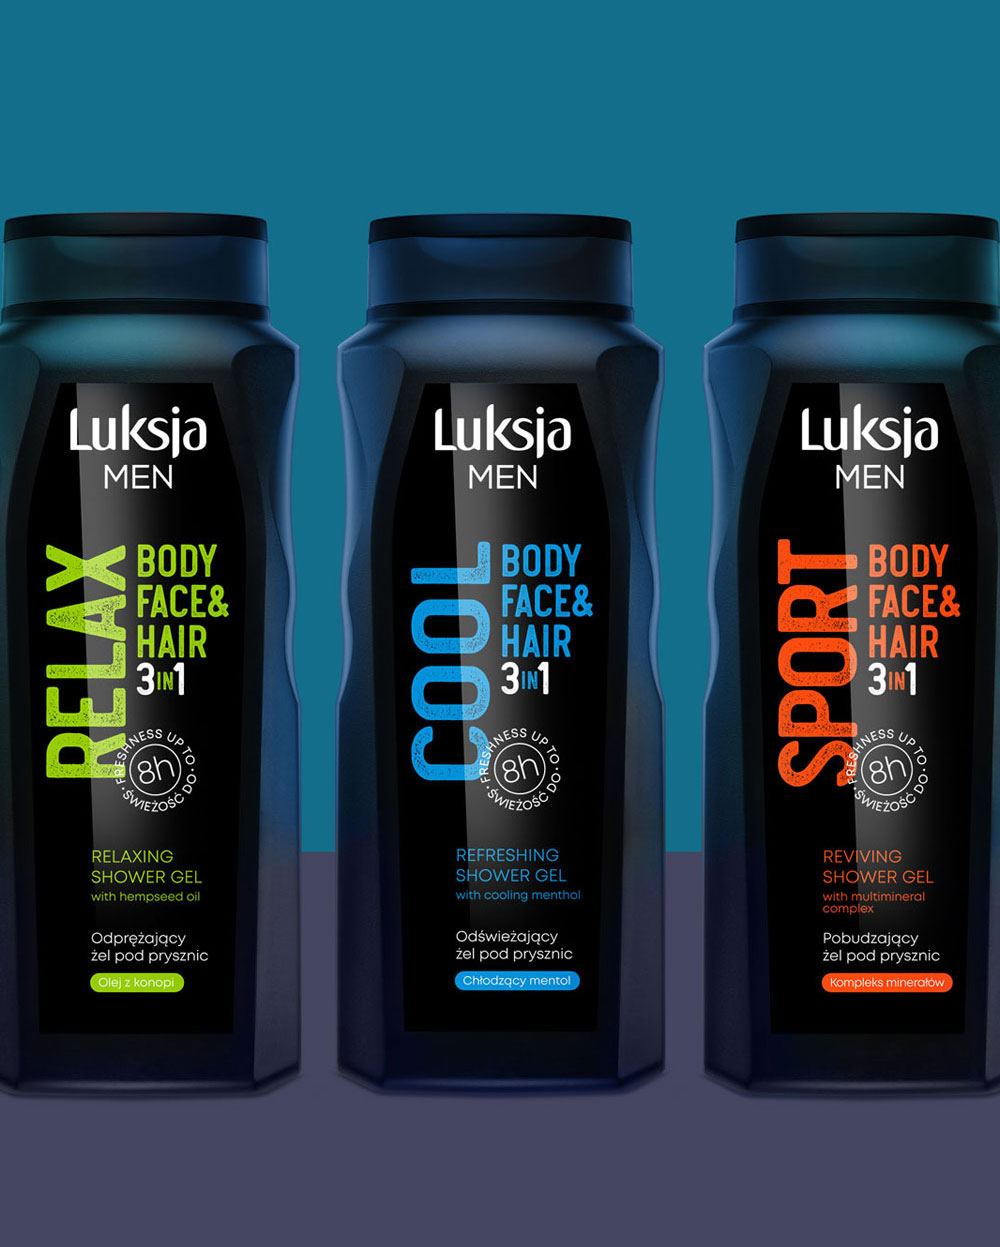 Luksja
MEN
RELAX
BODY
FACE&
HAIR
3IN1
FRESHNESS UP TO
8h
ŚWIEŻOŚĆ DO
RELAXING
SHOWER GEL
with hempseed oil
Odprężający
żel pod prysznic
Olej z konopi
Luksja
MEN
COOL
BODY
FACE&
HAIR
3IN1
FRESHNESS UP TO
8h
ŚWIEŻOŚĆ DO
REFRESHING
SHOWER GEL
with cooling menthol
Odświeżający
żel pod prysznic
Chłodzący mentol
Luksja
MEN
SPORT
BODY
FACE&
HAIR
3IN1
FRESHNESS UP TO
8h
ŚWIEŻOŚĆ DO
REVIVING
SHOWER GEL
with multimineral
complex
Pobudzający
żel pod prysznic
Kompleks minerałów